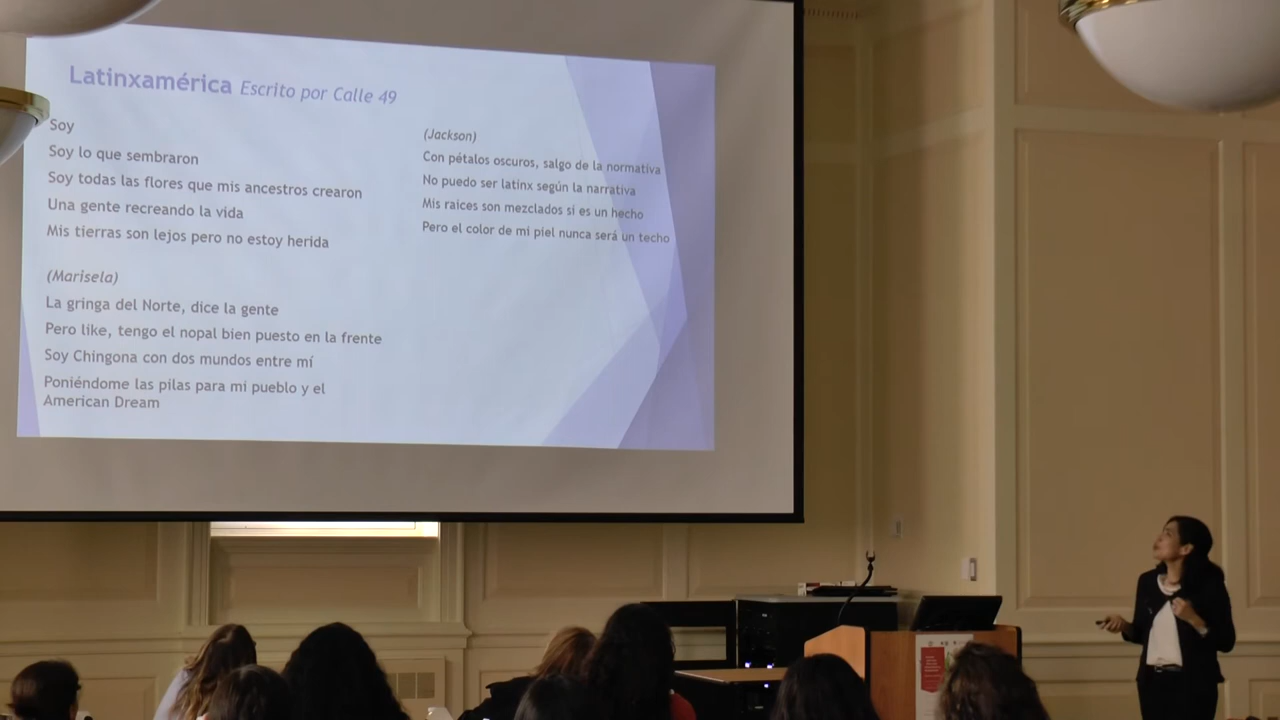 Latinxamérica Escrito por Calle 49
Soy
Soy lo que sembraron
Soy todas las flores que mis ancestros crearon
Una gente recreando la vida
Mis tierras son lejos pero no estoy herida
(Marisela)
La gringa del Norte, dice la gente
Pero like, tengo el nopal bien puesto en la frente
Soy Chingona con dos mundos entre mí
Poniéndome las pilas para mi pueblo y el
American Dream
(Jackson)
Con pétalos oscuros, salgo de la normativa
No puedo ser latinx según la narrativa
Mis raices son mezclados si es un hecho
Pero el color de mi piel nunca será un techo